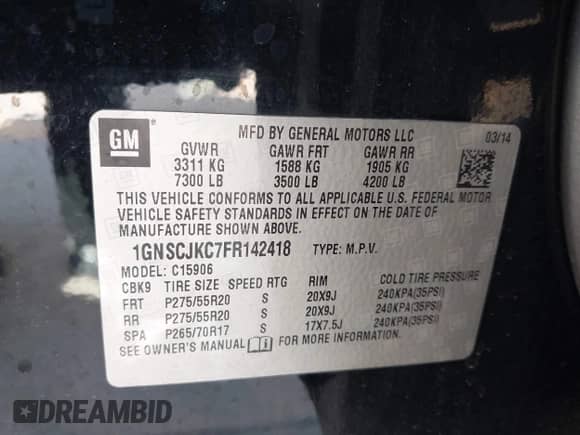 GM
MFD BY GENERAL MOTORS LLC
03/14
GVWR GAWR FRT GAWR RR
3311 KG 1588 KG 1905 KG
7300 LB 3500 LB 4200 LB
THIS VEHICLE CONFORMS TO ALL APPLICABLE U.S. FEDERAL MOTOR
VEHICLE SAFETY STANDARDS IN EFFECT ON THE DATE OF
MANUFACTURE SHOWN ABOVE.
1GNSCJKC7FR142418 TYPE: M.P.V.
MODEL: C15906
CBK9 TIRE SIZE SPEED RTG RIM
FRT P275/55R20 S 20X9J 240KPA(35PSI)
RR P275/55R20 S 20X9J 240KPA(35PSI)
SPA P265/70R17 S 17X7.5J 240KPA(35PSI)
SEE OWNER'S MANUAL FOR MORE INFORMATION.
DREAMBID